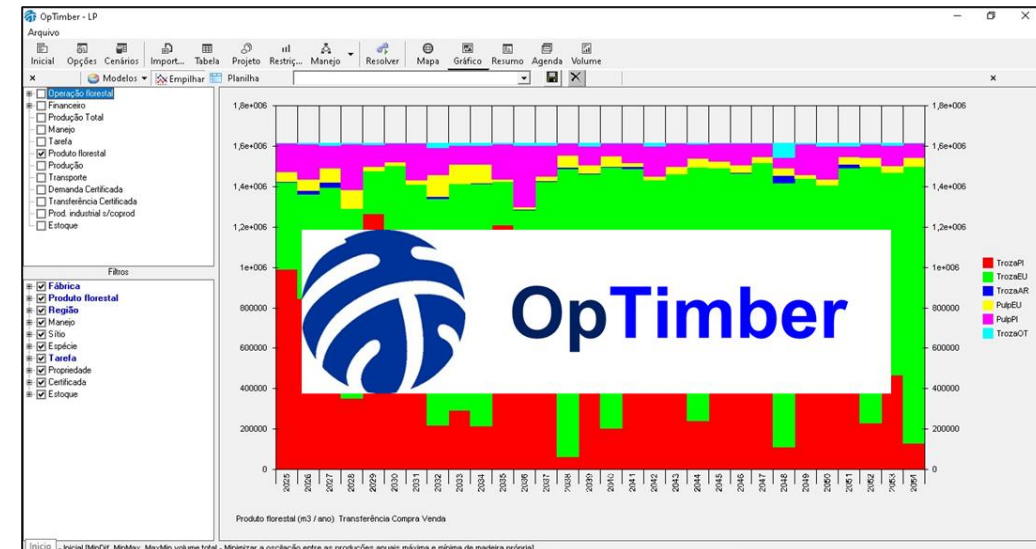 OpTimber - LP
Arquivo
Inicial Opções Cenários Import... Tabela Projeto Restriç... Manejo Resolver Mapa Gráfico Resumo Agenda Volume
× Modelos Empilhar Planilha ×
Operação florestal
Financeiro
Produção Total
Manejo
Tarefa
Produto florestal
Produção
Transporte
Demanda Certificada
Transferência Certificada
Prod. industrial s/coprod
Estoque
Filtros
Fábrica
Produto florestal
Região
Manejo
Sítio
Espécie
Tarefa
Propriedade
Certificada
Estoque
1,8e+006 1,8e+006
1,6e+006 1,6e+006
1,4e+006 1,4e+006
1,2e+006 1,2e+006
1e+006 1e+006
800000 800000
600000 600000
400000 400000
200000 200000
0 0
OpTimber
TrozaPI
TrozaEU
TrozaAR
PulpEU
PulpPI
TrozaOT
2025 2026 2027 2028 2029 2030 2031 2032 2033 2034 2035 2036 2037 2038 2039 2040 2041 2042 2043 2044 2045 2046 2047 2048 2049 2050 2051 2052 2053 2054
Produto florestal (m3 / ano) Transferência Compra Venda
Inicio - Inicial [MinDif, MinMax, MaxMin volume total - Minimizar a oscilação entre as produções anuais máxima e mínima de madeira própria]